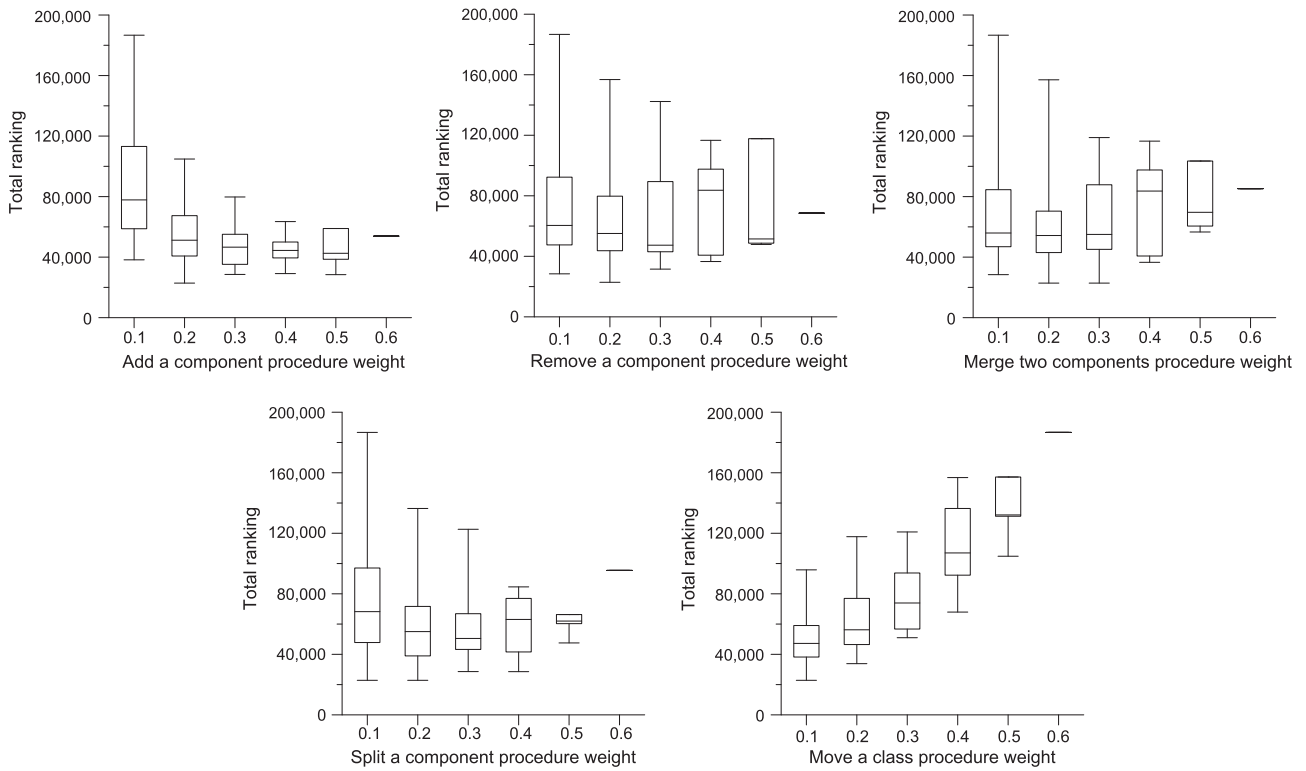 200,000
160,000
120,000
80,000
40,000
0
Total ranking
0.1 0.2 0.3 0.4 0.5 0.6
Add a component procedure weight
200,000
160,000
120,000
80,000
40,000
0
Total ranking
0.1 0.2 0.3 0.4 0.5 0.6
Remove a component procedure weight
200,000
160,000
120,000
80,000
40,000
0
Total ranking
0.1 0.2 0.3 0.4 0.5 0.6
Merge two components procedure weight
200,000
160,000
120,000
80,000
40,000
0
Total ranking
0.1 0.2 0.3 0.4 0.5 0.6
Split a component procedure weight
200,000
160,000
120,000
80,000
40,000
0
Total ranking
0.1 0.2 0.3 0.4 0.5 0.6
Move a class procedure weight